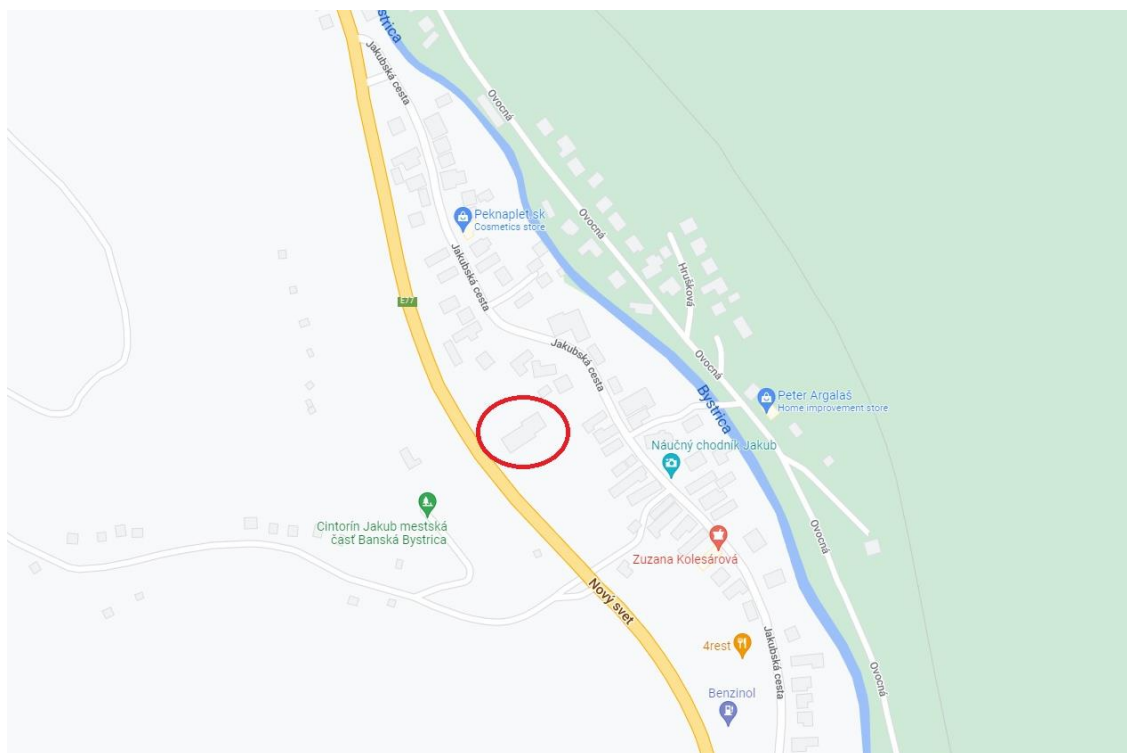 Bystrica
Jakubská cesta
Ovocná
Peknaplet.sk
Cosmetics store
Ovocná
Jakubská cesta
Hrušková
E77
Jakubská cesta
Ovocná
Bystrica
Peter Argalaš
Home improvement store
Náučný chodník Jakub
Cintorín Jakub mestská
časť Banská Bystrica
Ovocná
Zuzana Kolesárová
Nový svet
4rest
Jakubská cesta
Ovocná
Benzinol